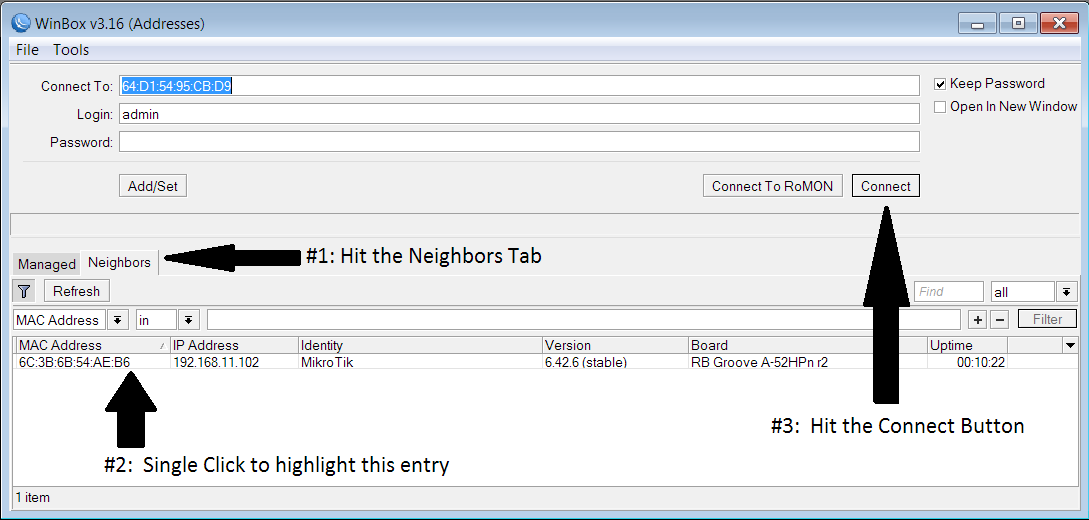 WinBox v3.16 (Addresses)
File Tools
Connect To: 64:D1:54:95:CB:D9
Keep Password
Login: admin
Open In New Window
Password:
Add/Set Connect To RoMON Connect
#1: Hit the Neighbors Tab
Managed Neighbors
Refresh Find all
MAC Address in + − Filter
MAC Address / IP Address Identity Version Board Uptime
6C:3B:6B:54:AE:B6 192.168.11.102 MikroTik 6.42.6 (stable) RB Groove A-52HPn r2 00:10:22
#3: Hit the Connect Button
#2: Single Click to highlight this entry
1 item